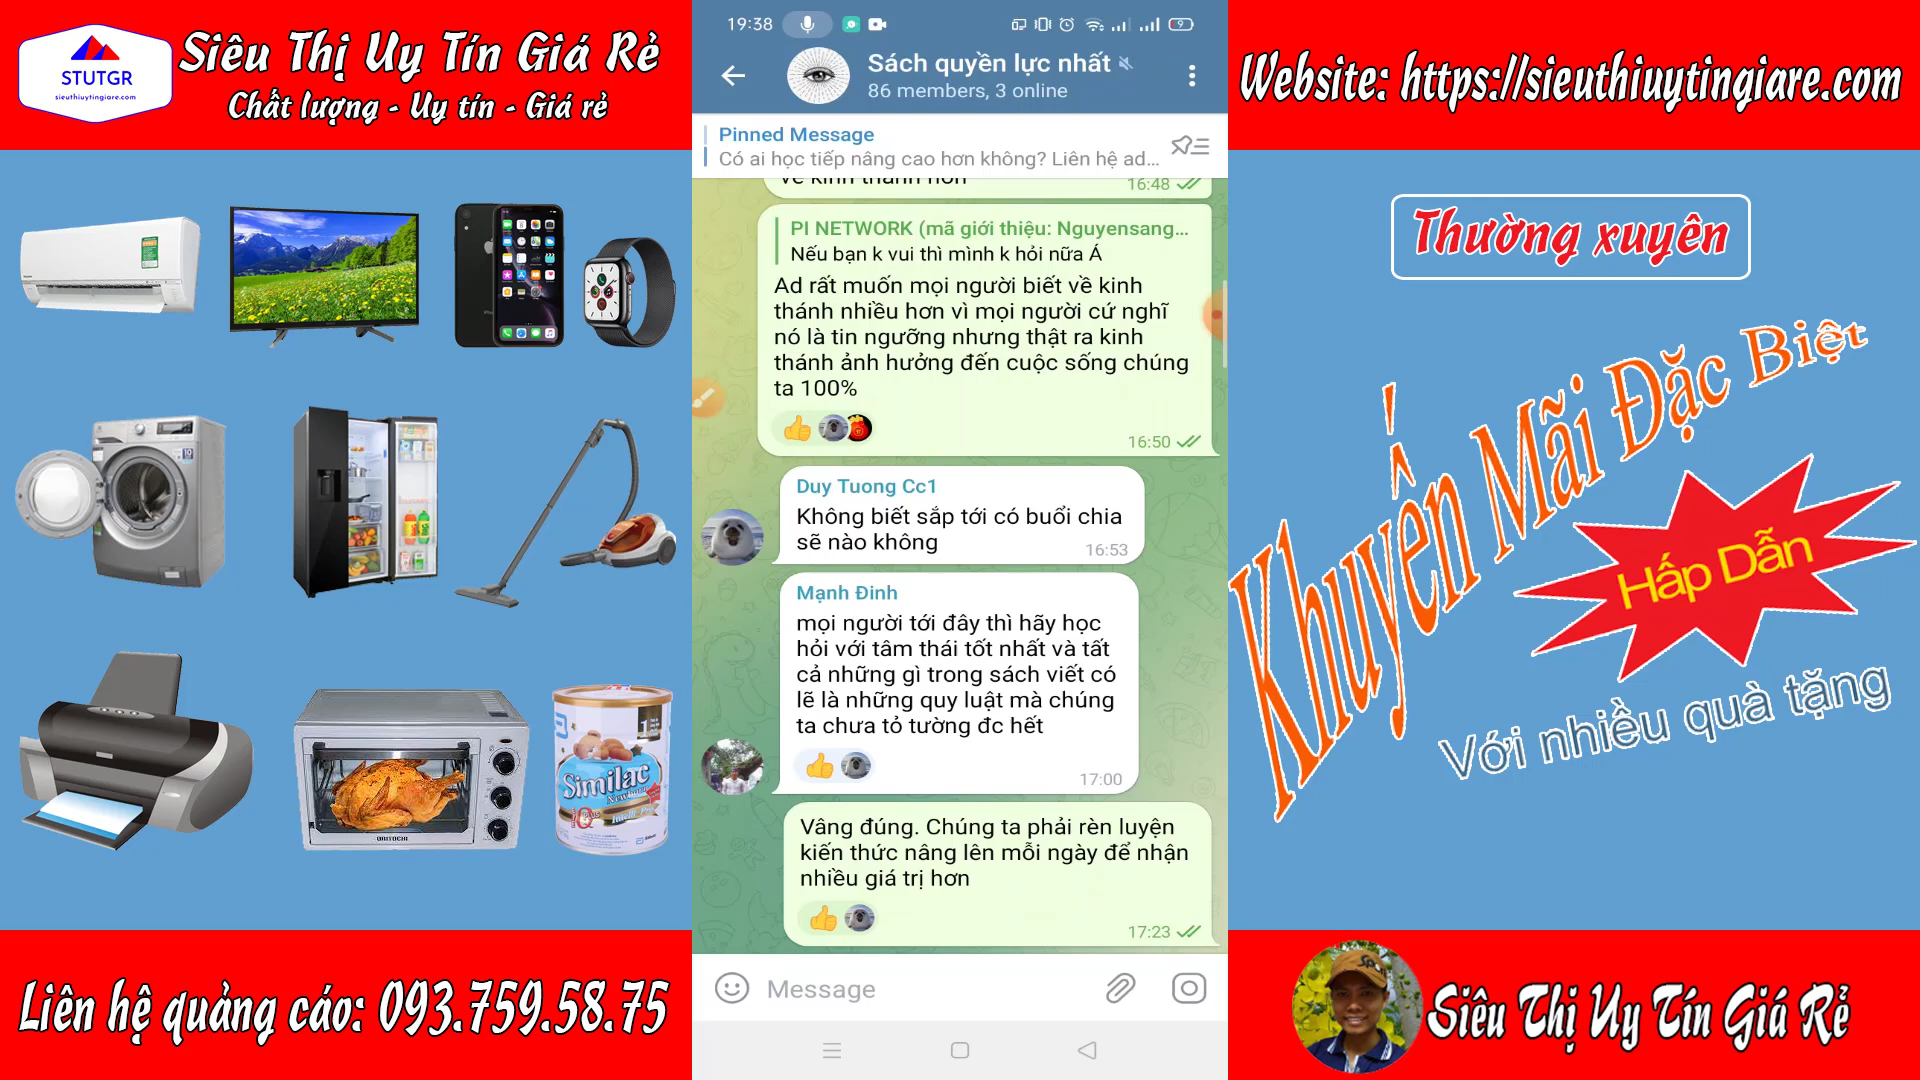 STUTGR
sieuthiuytingiare.com
Siêu Thị Uy Tín Giá Rẻ
Chất lượng - Uy tín - Giá rẻ
Liên hệ quảng cáo: 093.759.58.75
Similac
19:38
9
Sách quyền lực nhất
86 members, 3 online
Pinned Message
Có ai học tiếp nâng cao hơn không? Liên hệ ad...
về kinh thánh hơn
16:48
PI NETWORK (mã giới thiệu: Nguyensang...
Nếu bạn k vui thì mình k hỏi nữa Á
Ad rất muốn mọi người biết về kinh
thánh nhiều hơn vì mọi người cứ nghĩ
nó là tin ngưỡng nhưng thật ra kinh
thánh ảnh hưởng đến cuộc sống chúng
ta 100%
16:50
Duy Tuong Cc1
Không biết sắp tới có buổi chia
sẽ nào không
16:53
Mạnh Đinh
mọi người tới đây thì hãy học
hỏi với tâm thái tốt nhất và tất
cả những gì trong sách viết có
lẽ là những quy luật mà chúng
ta chưa tỏ tường đc hết
17:00
Vâng đúng. Chúng ta phải rèn luyện
kiến thức nâng lên mỗi ngày để nhận
nhiều giá trị hơn
17:23
Message
Website: https://sieuthiuytingiare.com
Thường xuyên
Khuyến Mãi Đặc Biệt
Hấp Dẫn
Với nhiều quà tặng
Siêu Thị Uy Tín Giá Rẻ